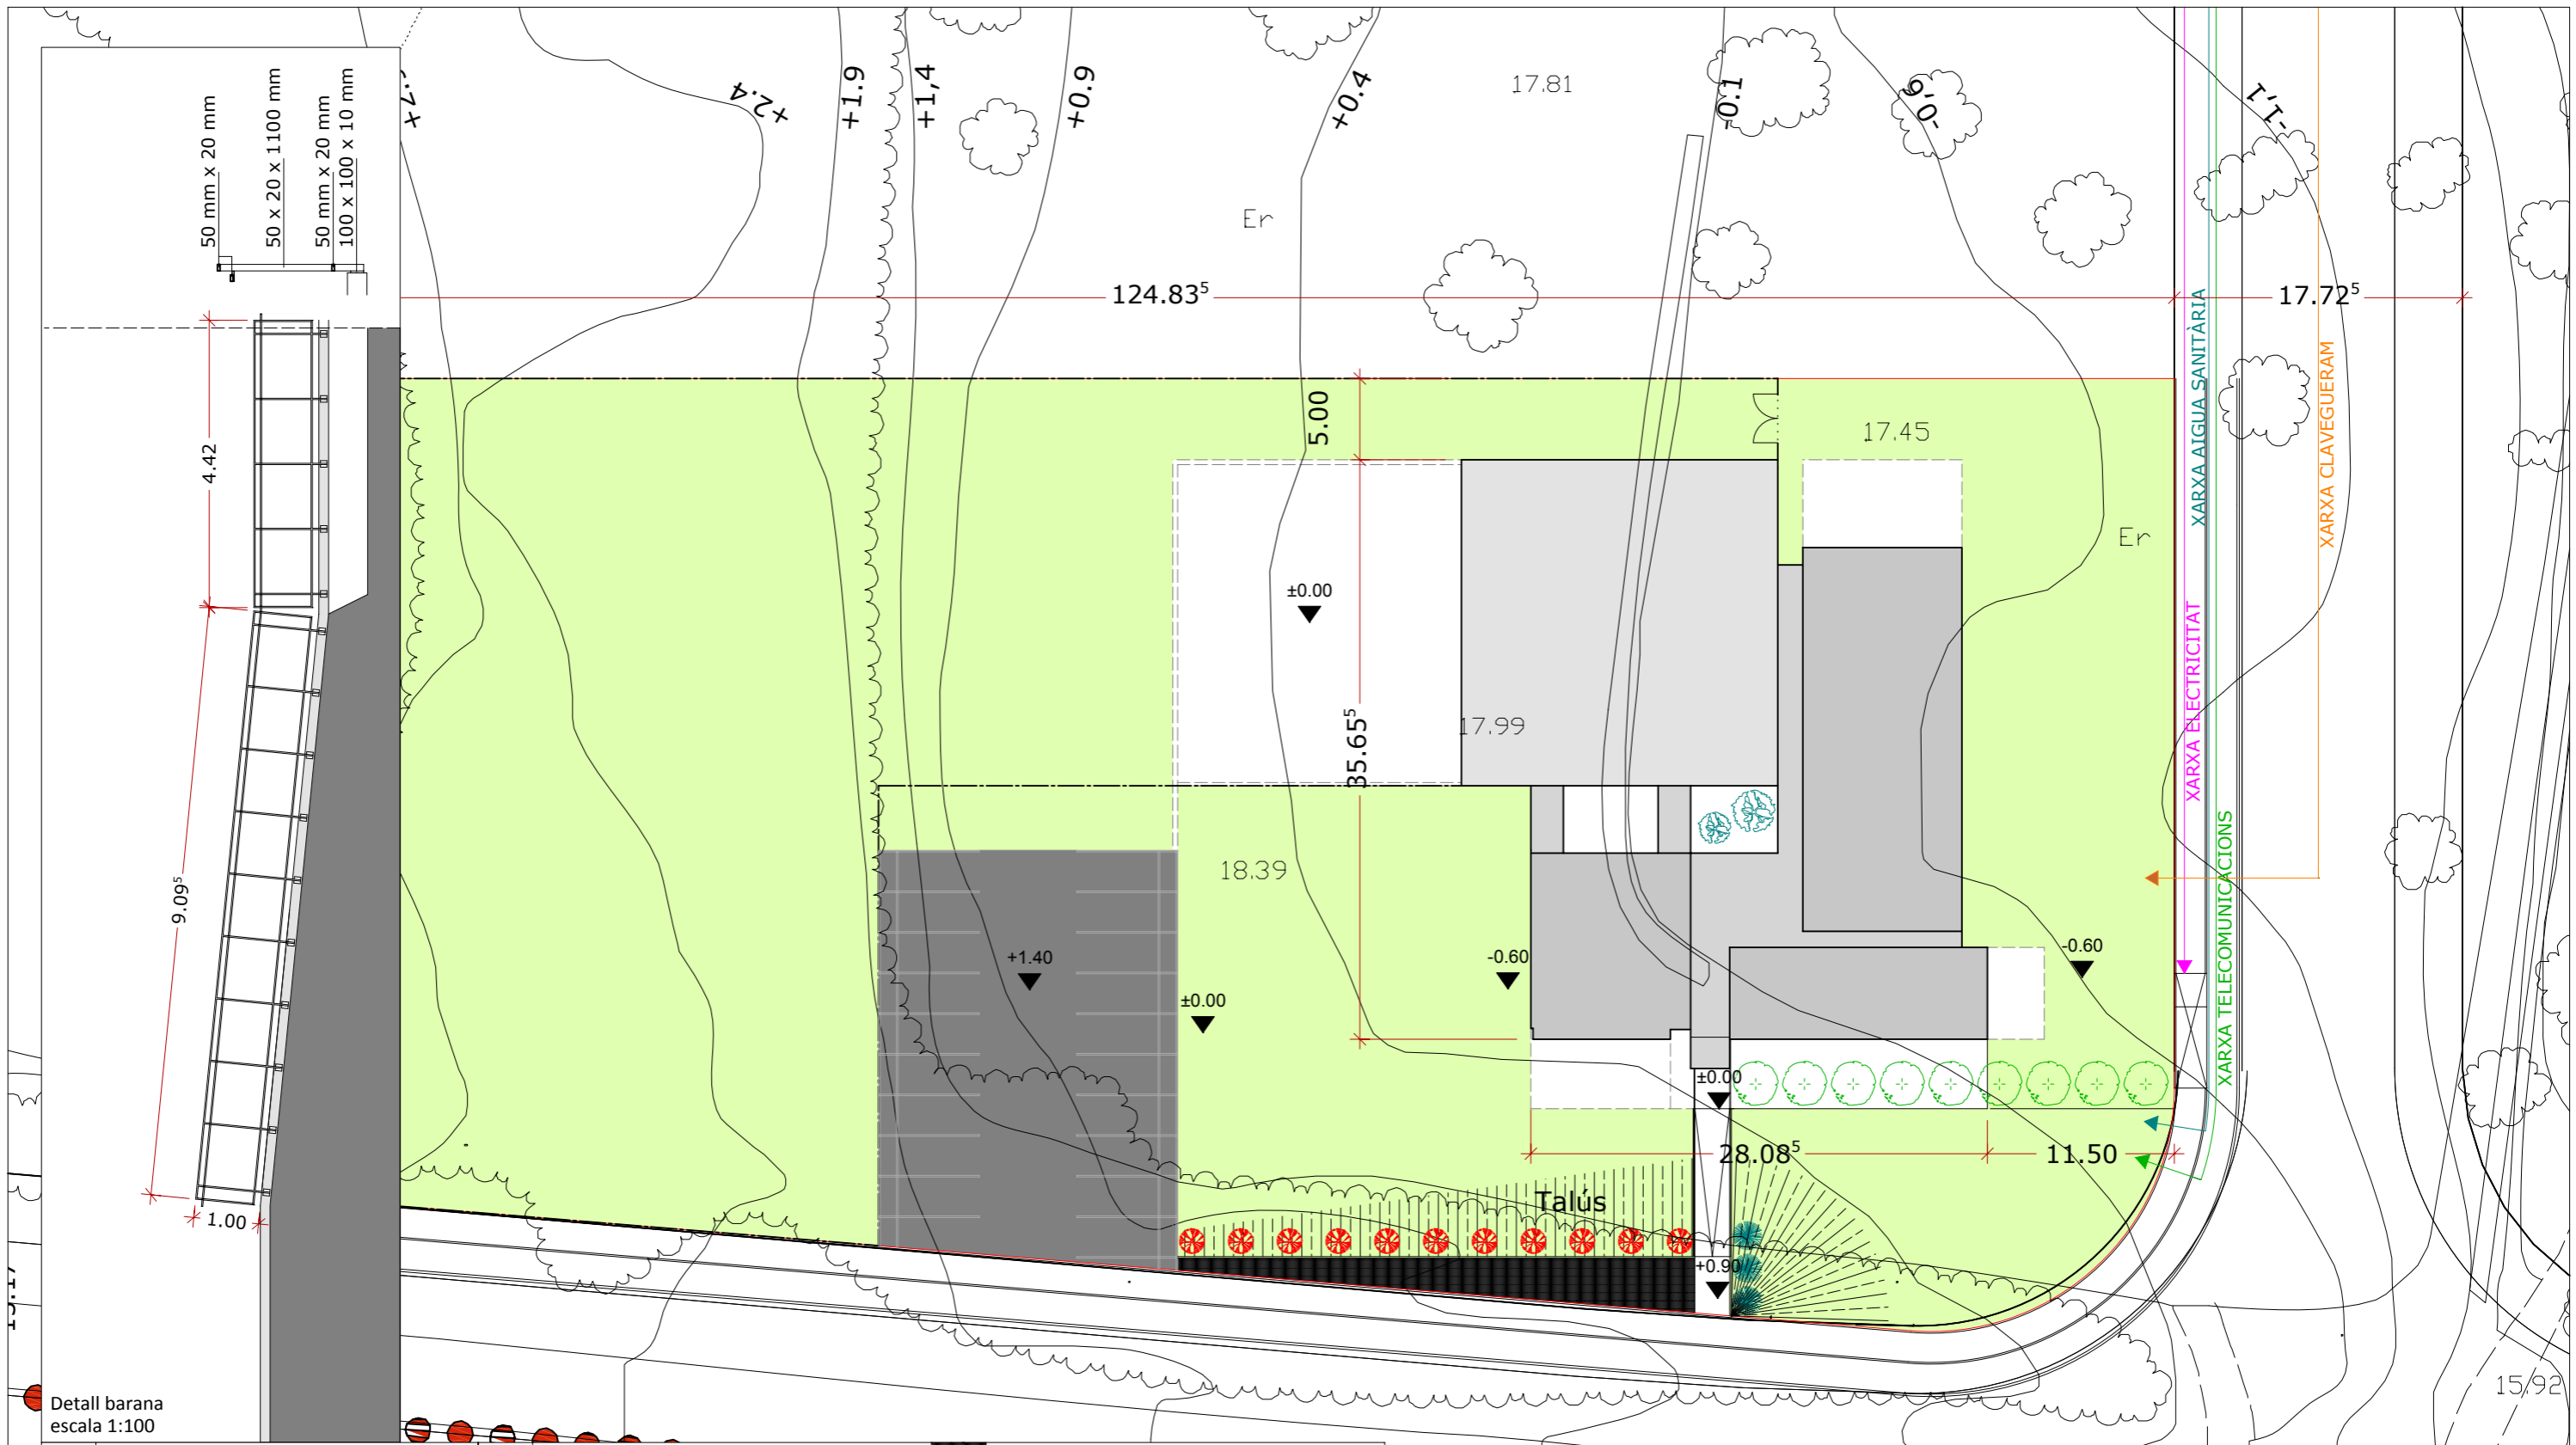 50 mm x 20 mm
50 x 20 x 1100 mm
50 mm x 20 mm
100 x 100 x 10 mm
+2.4
+1.9
+1,4
+0.9
+0.4
17.81
-0.1
-0,6
-1,1
Er
124.83⁵
17.72⁵
XARXA AIGUA SANITÀRIA
XARXA CLAVEGUERAM
5.00
17.45
4.42
Er
±0.00
XARXA ELECTRICITAT
35.65⁵
17.99
XARXA TELECOMUNICACIONS
18.39
9.09⁵
+1.40
-0.60
-0.60
±0.00
±0.00
28.08⁵
11.50
Talús
1.00
+0.90
15.92
Detall barana
escala 1:100